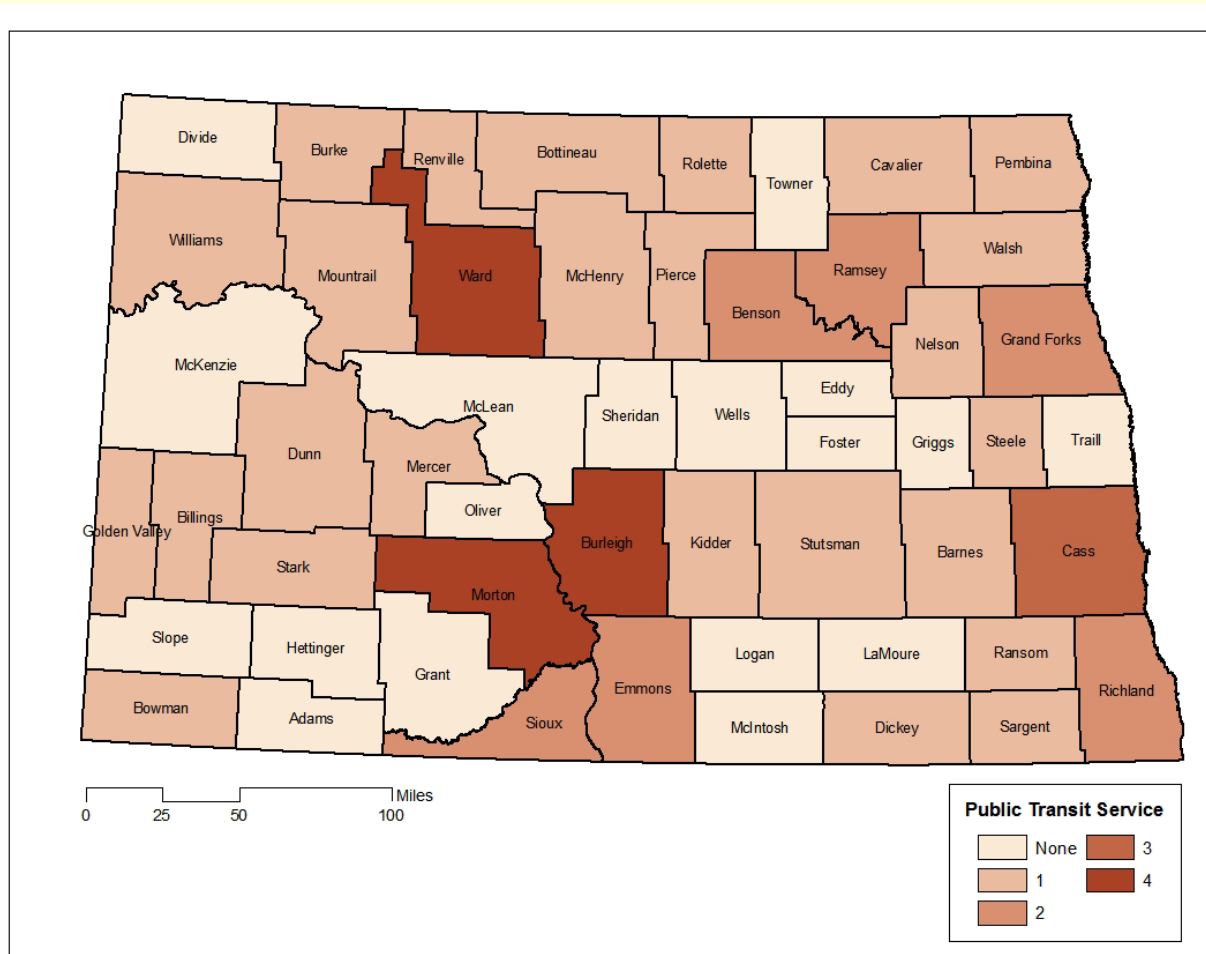 Divide
Burke
Renville
Bottineau
Rolette
Towner
Cavalier
Pembina
Williams
Mountrail
Ward
McHenry
Pierce
Benson
Ramsey
Walsh
Nelson
Grand Forks
McKenzie
McLean
Sheridan
Wells
Eddy
Foster
Griggs
Steele
Traill
Dunn
Mercer
Oliver
Golden Valley
Billings
Stark
Morton
Burleigh
Kidder
Stutsman
Barnes
Cass
Slope
Hettinger
Grant
Emmons
Logan
LaMoure
Ransom
Richland
Bowman
Adams
Sioux
McIntosh
Dickey
Sargent
Miles
0 25 50 100
Public Transit Service
None 3
1 4
2